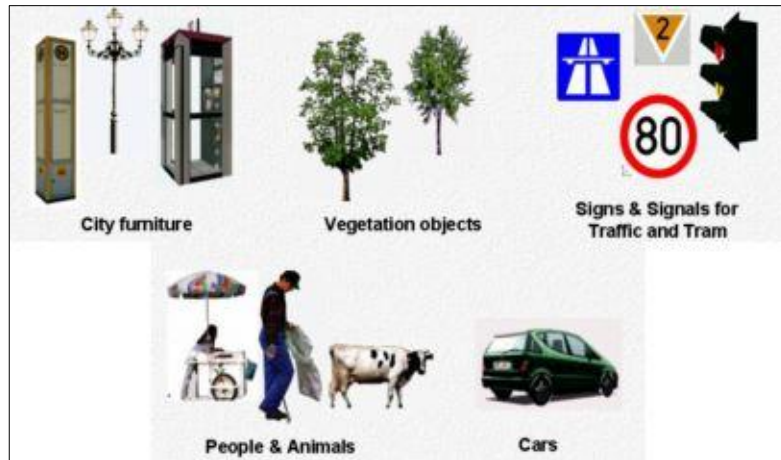 2
80
City furniture
Vegetation objects
Signs & Signals for
Traffic and Tram
People & Animals
Cars